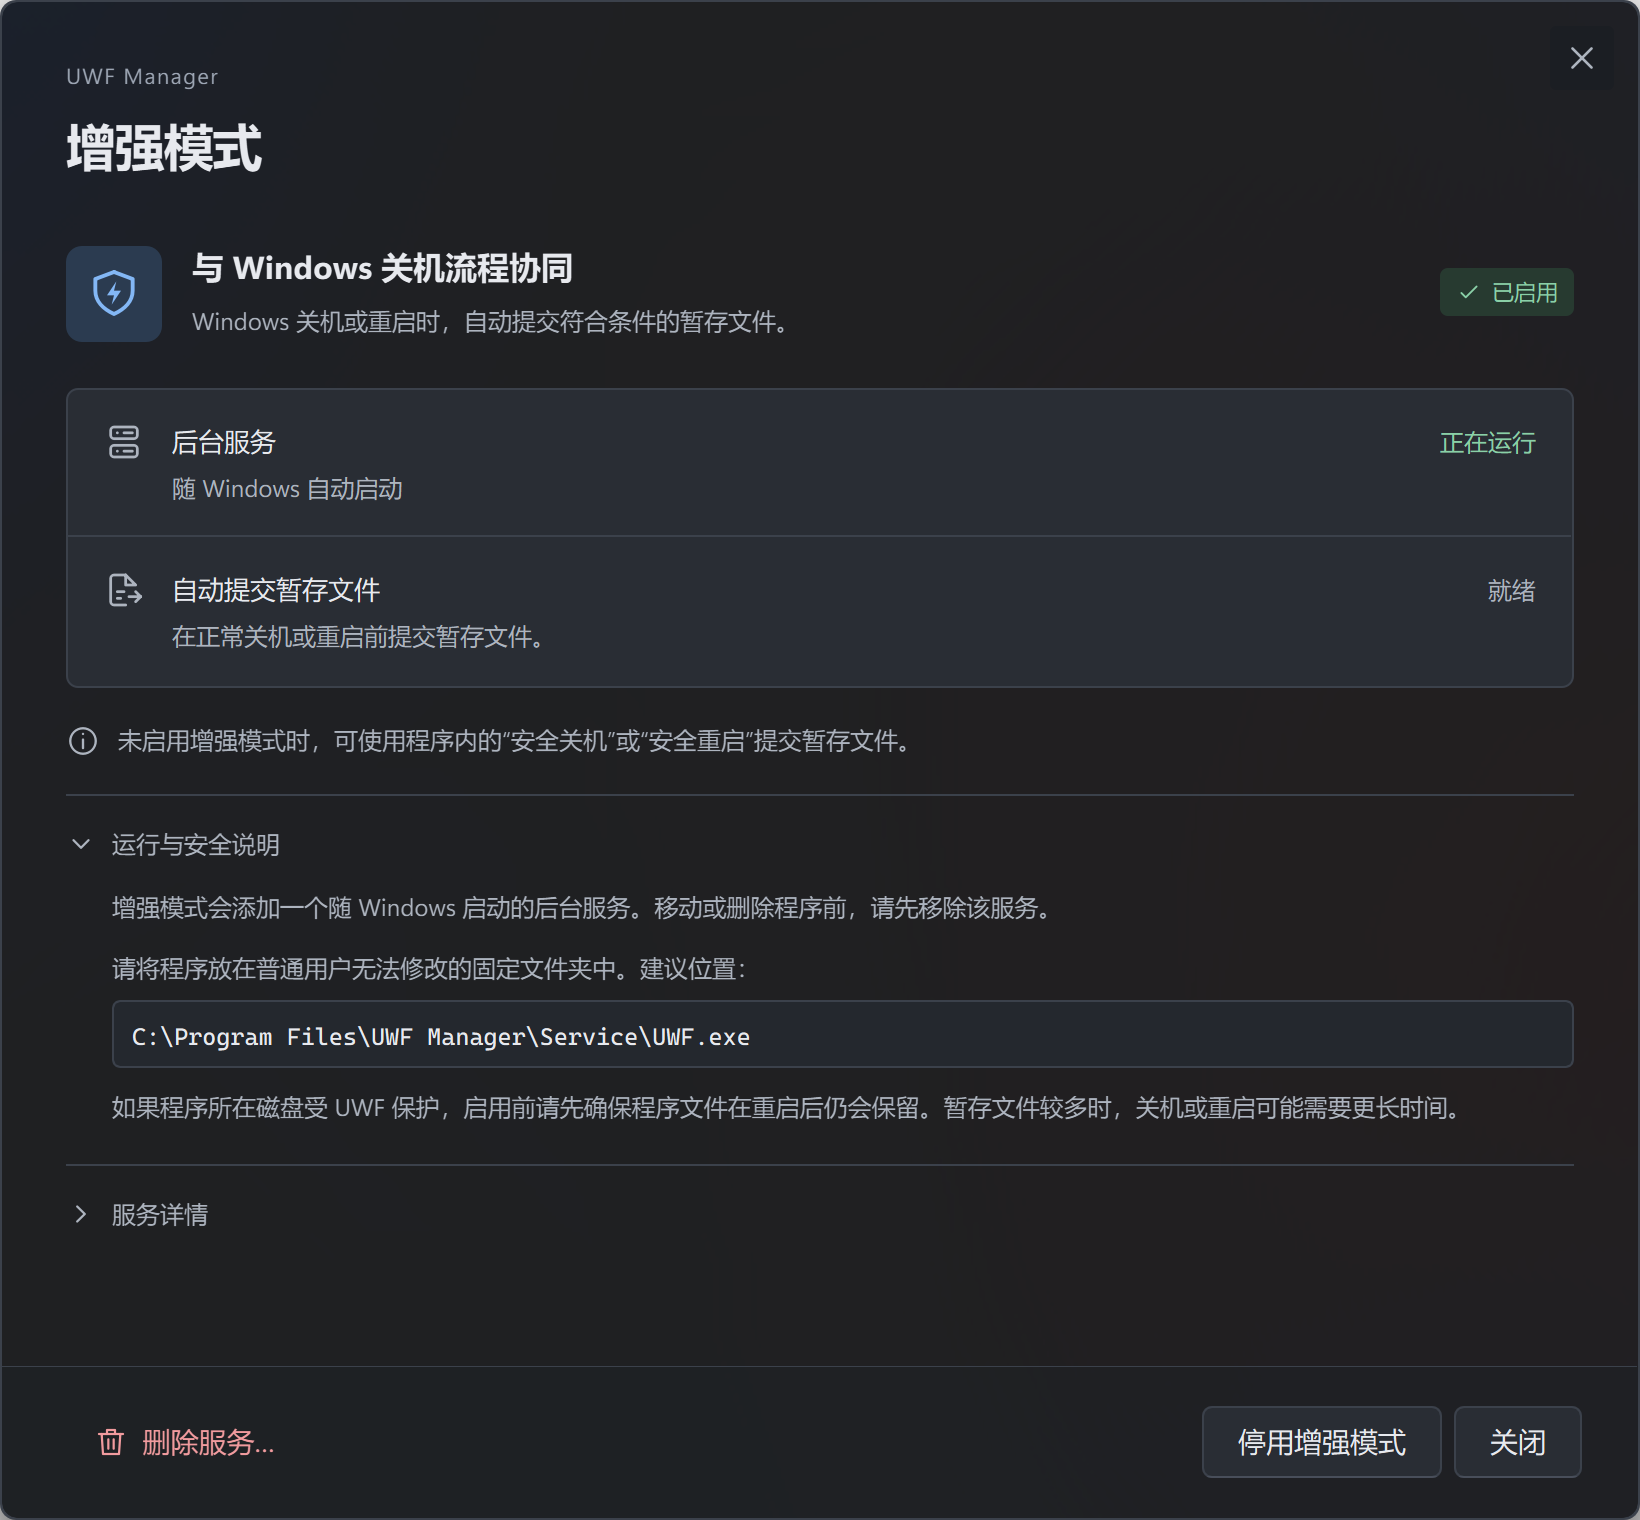 UWF Manager
增强模式
与 Windows 关机流程协同
Windows 关机或重启时，自动提交符合条件的暂存文件。
已启用
后台服务
正在运行
随 Windows 自动启动
自动提交暂存文件
就绪
在正常关机或重启前提交暂存文件。
未启用增强模式时，可使用程序内的“安全关机”或“安全重启”提交暂存文件。
运行与安全说明
增强模式会添加一个随 Windows 启动的后台服务。移动或删除程序前，请先移除该服务。
请将程序放在普通用户无法修改的固定文件夹中。建议位置：
C:\Program Files\UWF Manager\Service\UWF.exe
如果程序所在磁盘受 UWF 保护，启用前请先确保程序文件在重启后仍会保留。暂存文件较多时，关机或重启可能需要更长时间。
服务详情
删除服务...
停用增强模式
关闭